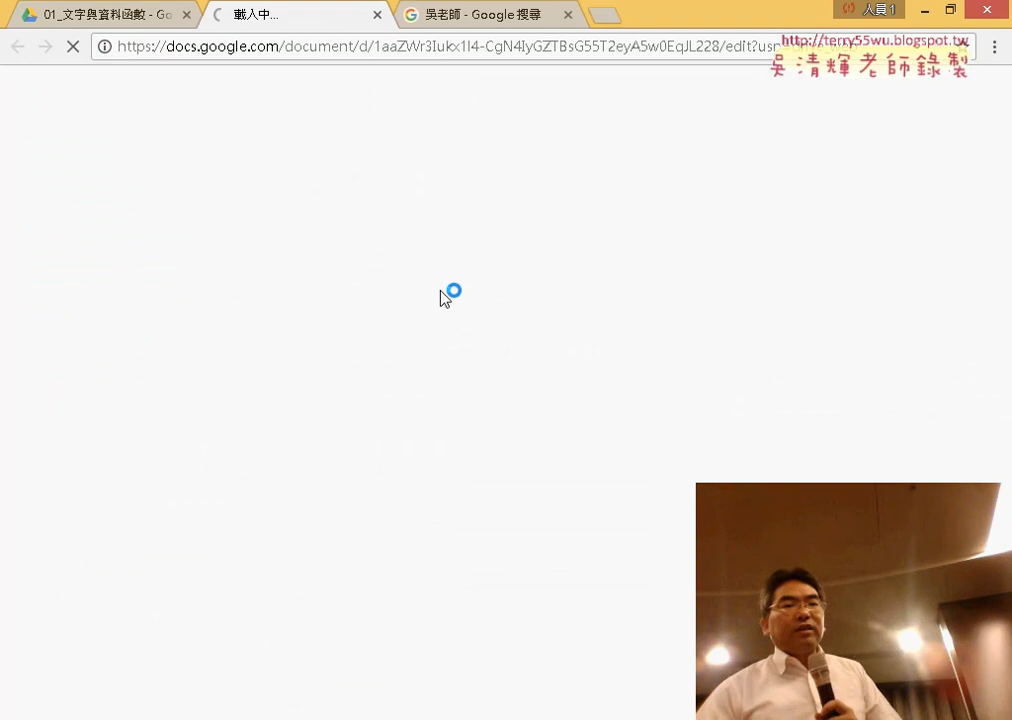 01_文字與資料函數 - Go
載入中...
吳老師 - Google 搜尋
人員 1
https://docs.google.com/document/d/1aaZWr3Iukx1I4-CgN4IyGZTBsG55T2eyA5w0EqJL228/edit?usp
http://terry55wu.blogspot.tw
吳清輝老師錄製